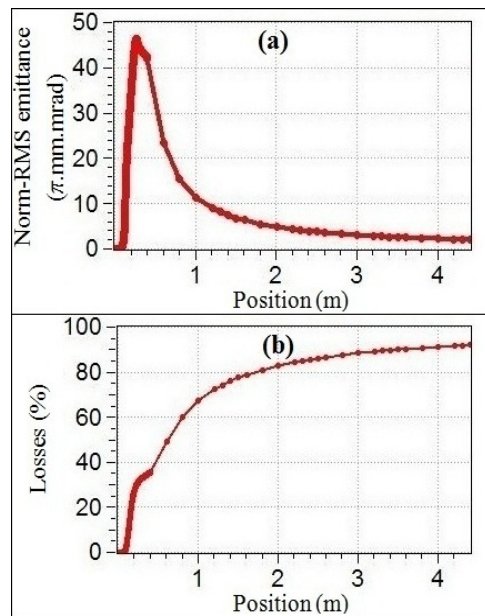 (a)
Norm-RMS emittance
(π.mm.mrad)
50
40
30
20
10
0
1 2 3 4
Position (m)
(b)
Losses (%)
100
80
60
40
20
0
1 2 3 4
Position (m)